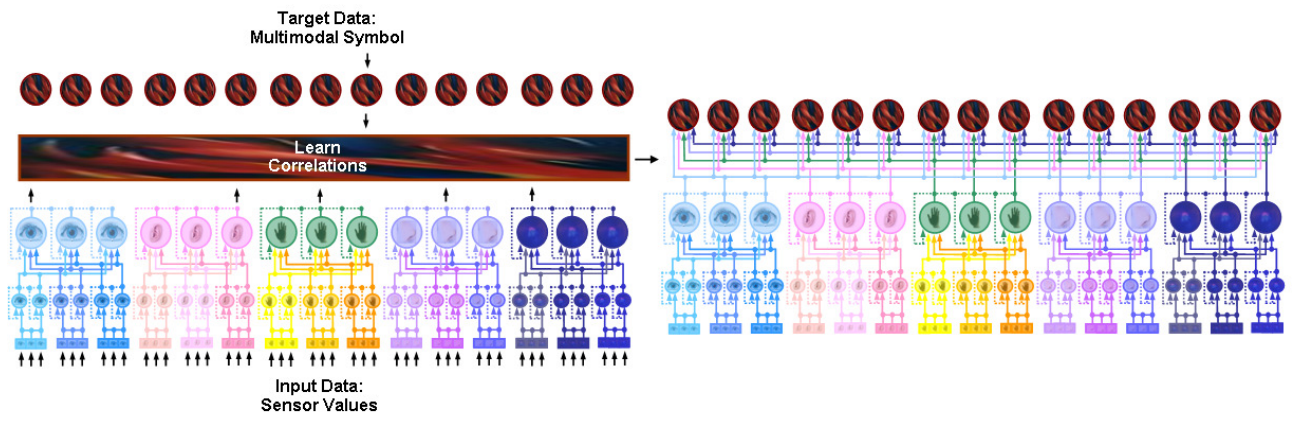 Target Data:
Multimodal Symbol
Learn
Correlations
Input Data:
Sensor Values